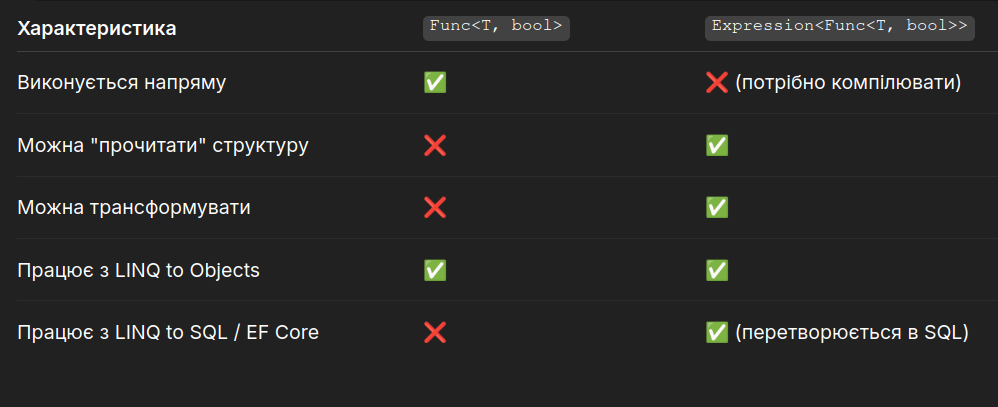 Характеристика Func<T, bool> Expression<Func<T, bool>>
Виконується напряму ✅ ❌ (потрібно компілювати)
Можна "прочитати" структуру ❌ ✅
Можна трансформувати ❌ ✅
Працює з LINQ to Objects ✅ ✅
Працює з LINQ to SQL / EF Core ❌ ✅ (перетворюється в SQL)